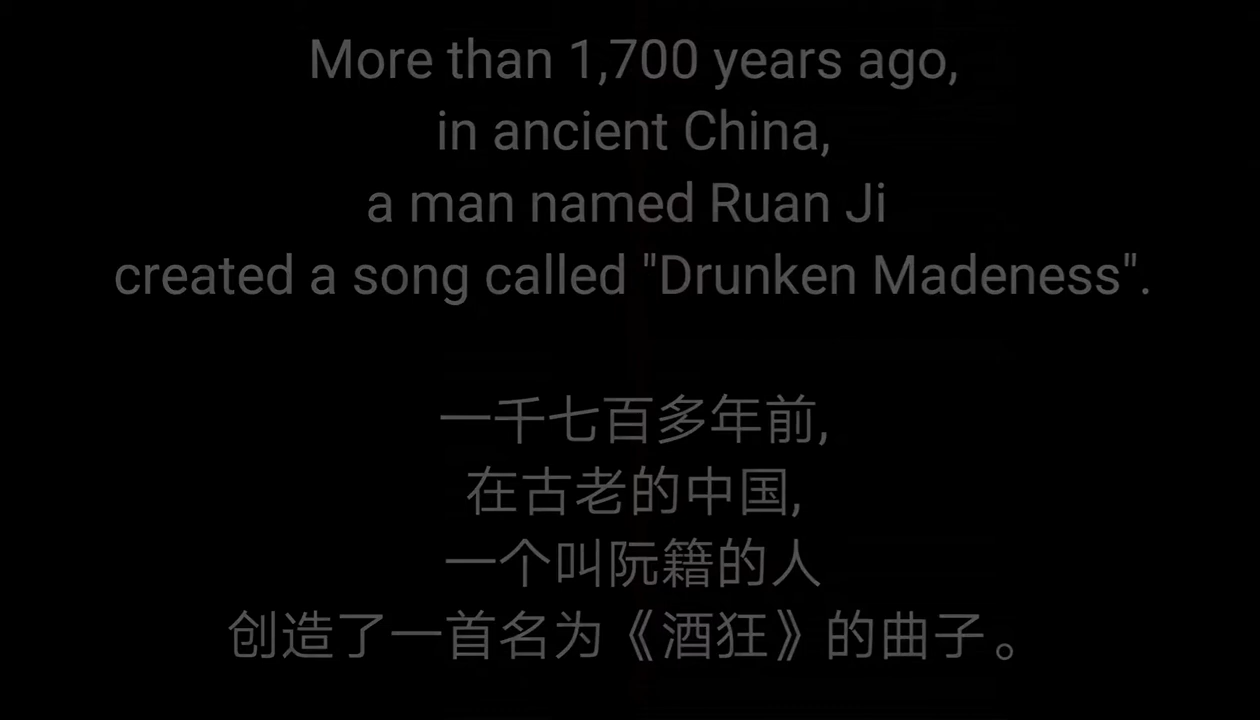 More than 1,700 years ago,
in ancient China,
a man named Ruan Ji
created a song called "Drunken Madeness".
一千七百多年前,
在古老的中国,
一个叫阮籍的人
创造了一首名为《酒狂》的曲子。